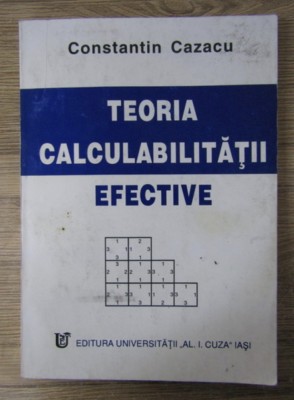 Constantin Cazacu
TEORIA
CALCULABILITĂŢII
EFECTIVE
EDITURA UNIVERSITĂŢII „AL. I. CUZA" IAŞI